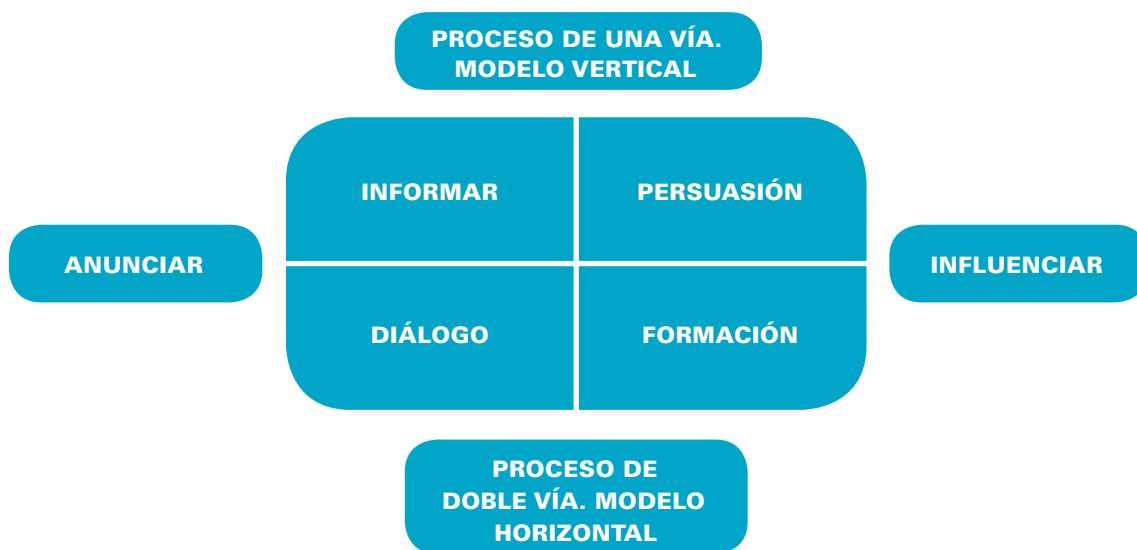 PROCESO DE UNA VÍA.
MODELO VERTICAL
INFORMAR
PERSUASIÓN
ANUNCIAR
INFLUENCIAR
DIÁLOGO
FORMACIÓN
PROCESO DE
DOBLE VÍA. MODELO
HORIZONTAL